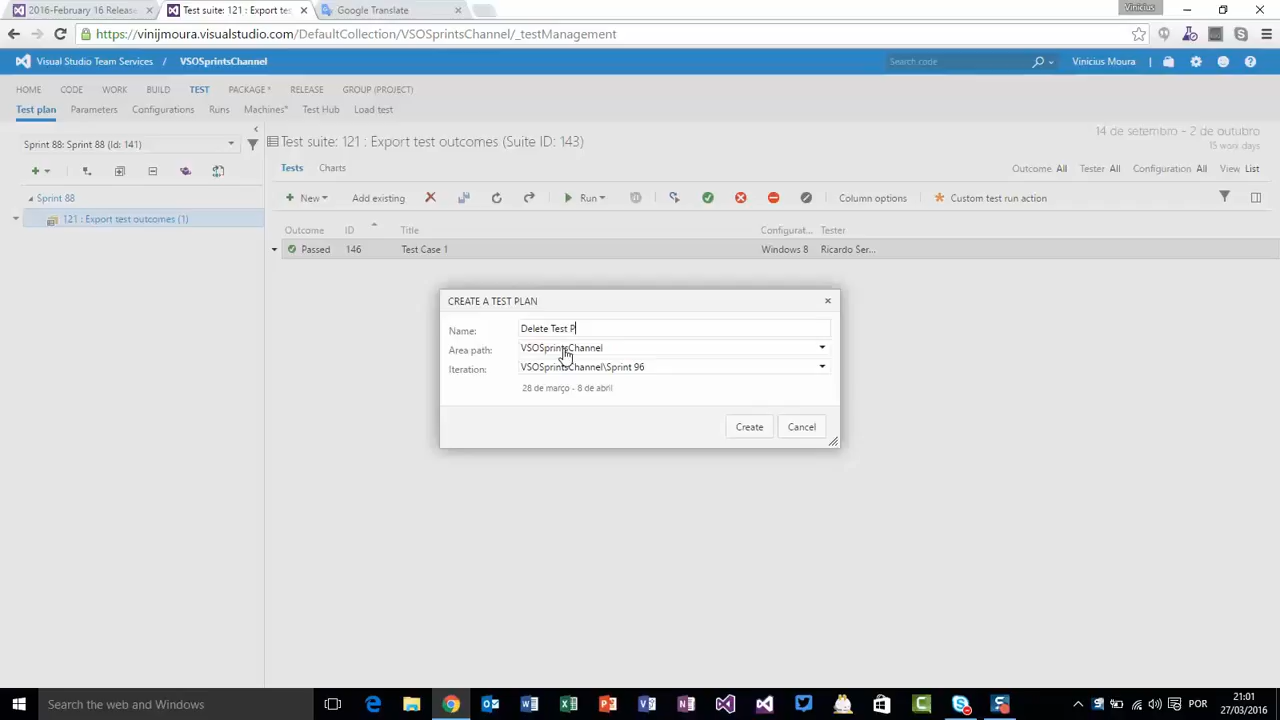 Vinicius
2016-February 16 Release
Test suite: 121 : Export te
Google Translate
https://vinijmoura.visualstudio.com/DefaultCollection/VSOSprintsChannel/_testManagement
Visual Studio Team Services / VSOSprintsChannel
Search code
Vinicius Moura
HOME CODE WORK BUILD TEST PACKAGE* RELEASE GROUP (PROJECT)
Test plan Parameters Configurations Runs Machines* Test Hub Load test
Sprint 88: Sprint 88 (Id: 141)
Test suite: 121 : Export test outcomes (Suite ID: 143)
14 de setembro - 2 de outubro
15 work days
Tests Charts
Outcome All Tester All Configuration All View List
New Add existing Run Column options Custom test run action
Sprint 88
121 : Export test outcomes (1)
Outcome ID Title Configurat... Tester
Passed 146 Test Case 1 Windows 8 Ricardo Ser...
CREATE A TEST PLAN
Name: Delete Test P
Area path: VSOSprintsChannel
Iteration: VSOSprintsChannel\Sprint 96
28 de março - 8 de abril
Create Cancel
Search the web and Windows
POR
21:01
27/03/2016